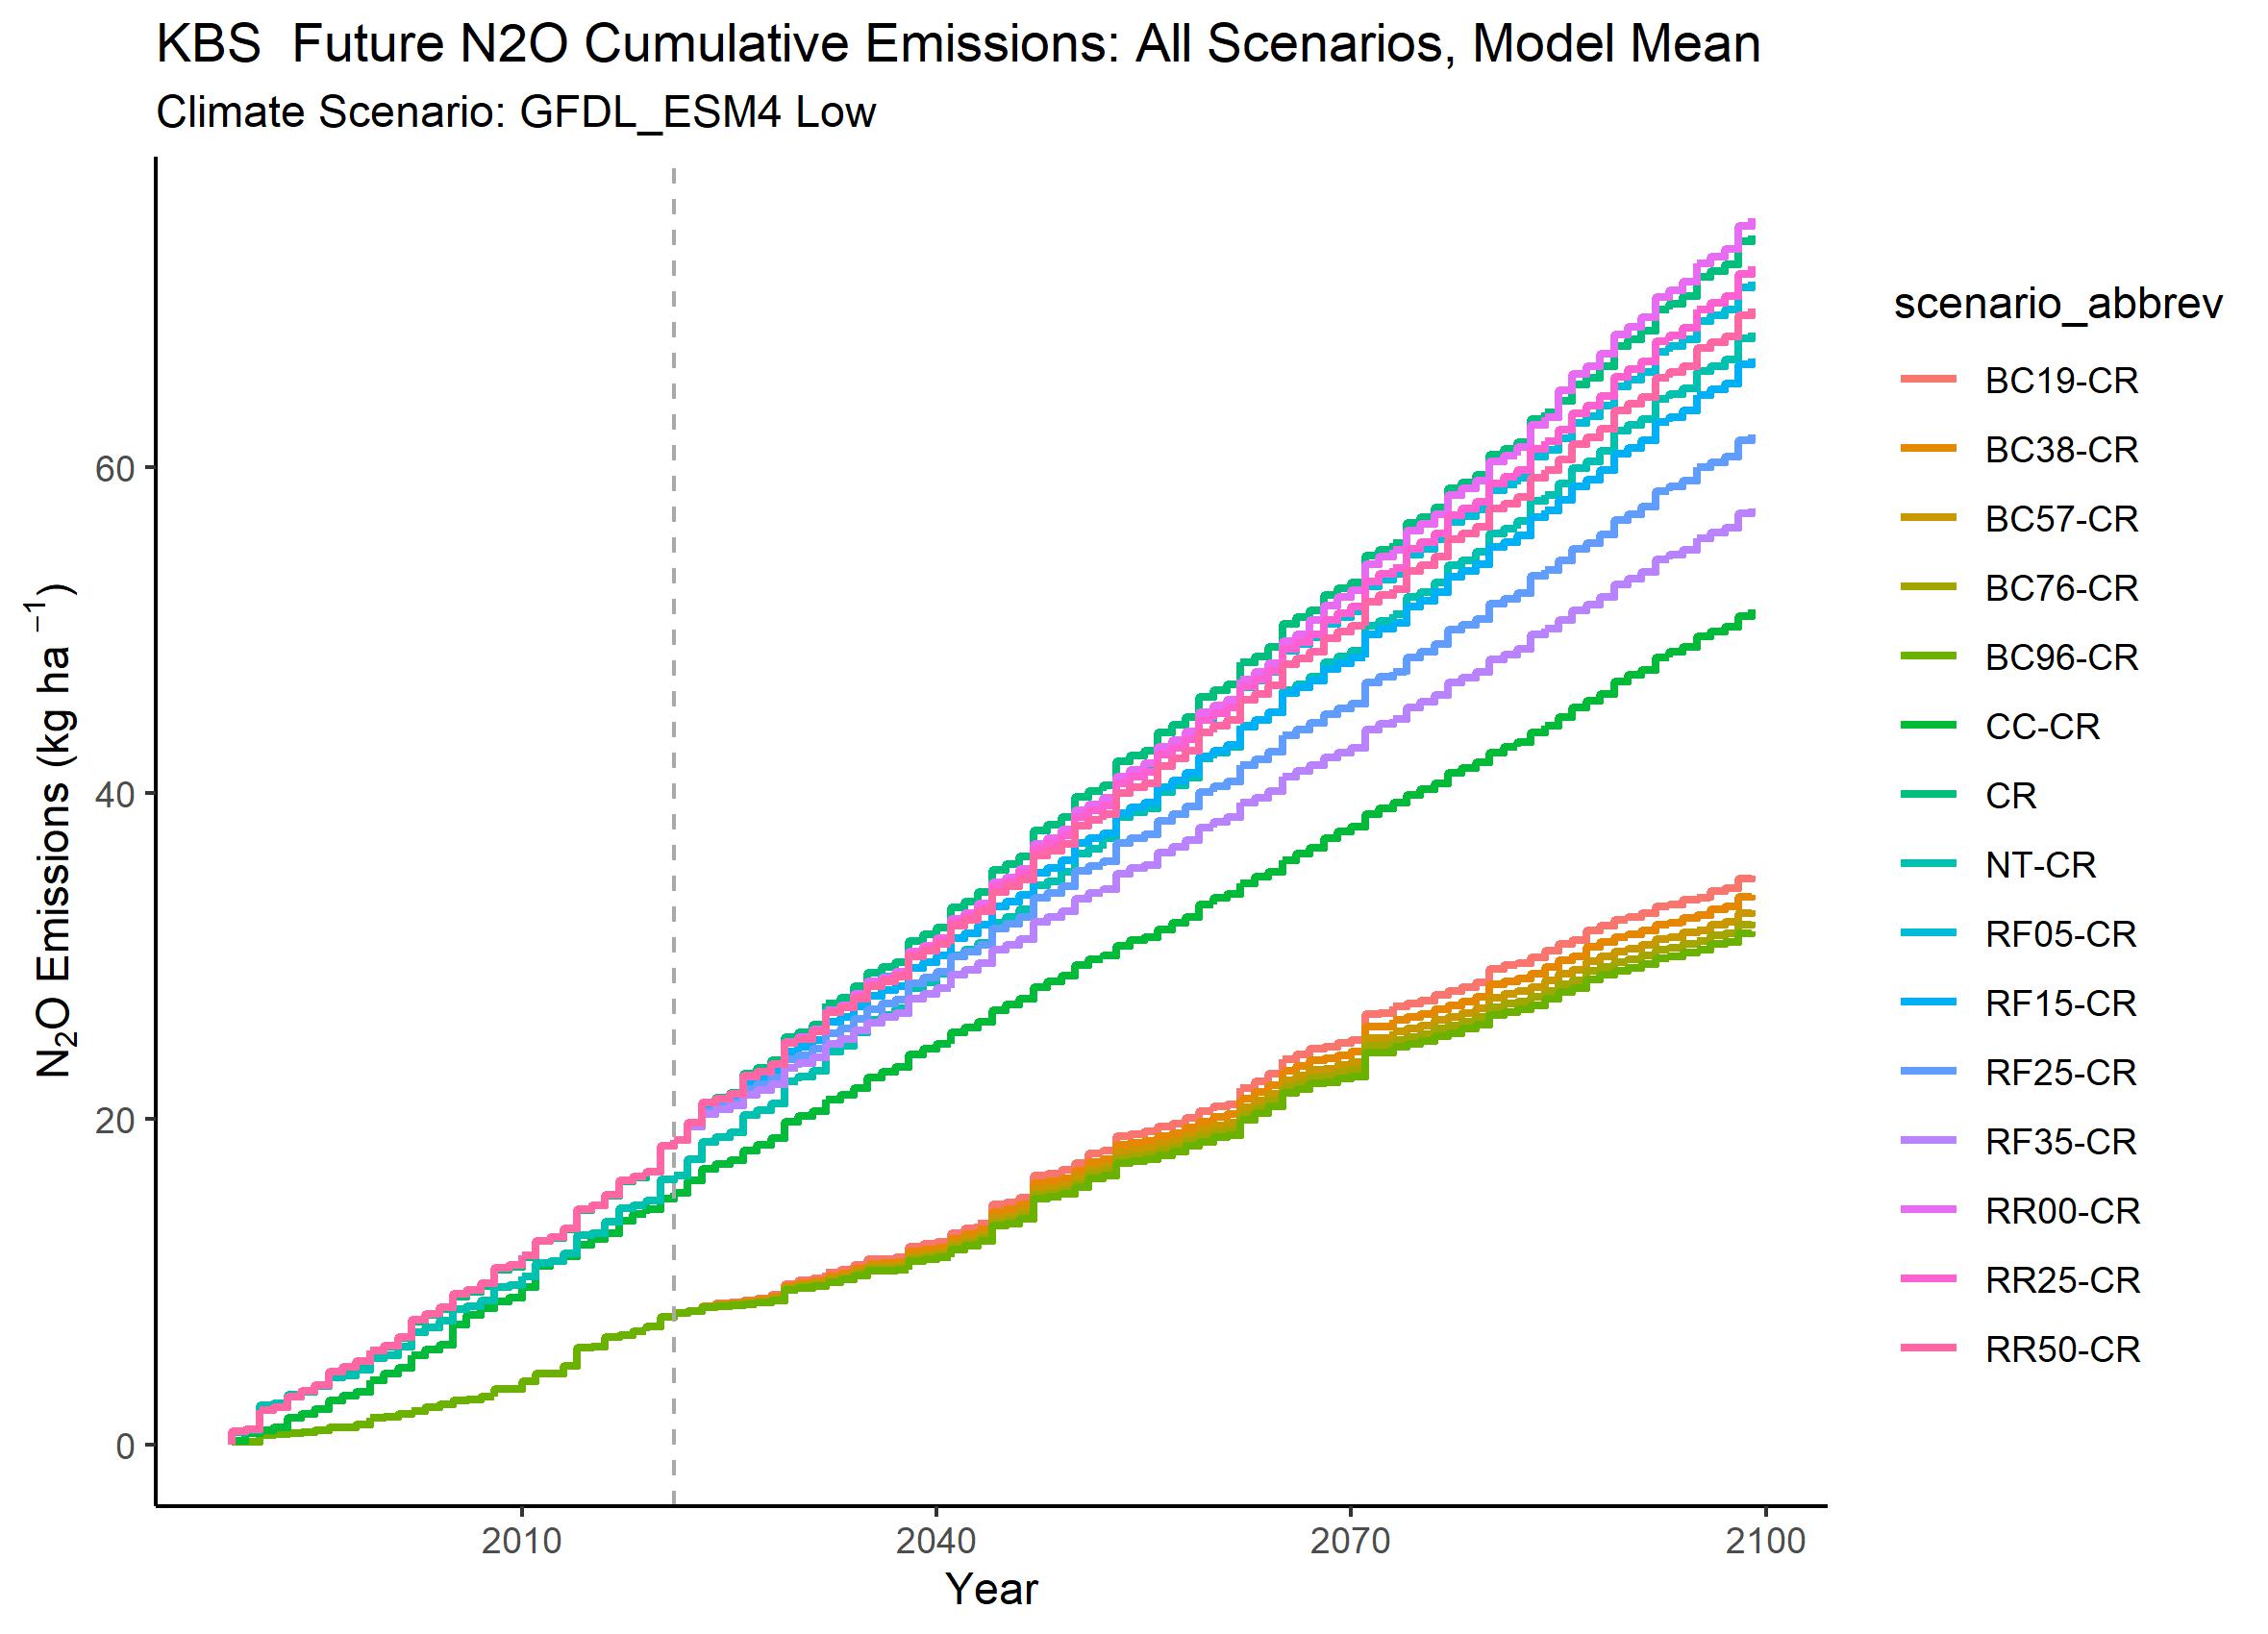 KBS  Future N2O Cumulative Emissions: All Scenarios, Model Mean
Climate Scenario: GFDL_ESM4 Low
N₂O Emissions (kg ha ⁻¹)
60
40
20
0
2010 2040 2070 2100
Year
scenario_abbrev
BC19-CR
BC38-CR
BC57-CR
BC76-CR
BC96-CR
CC-CR
CR
NT-CR
RF05-CR
RF15-CR
RF25-CR
RF35-CR
RR00-CR
RR25-CR
RR50-CR